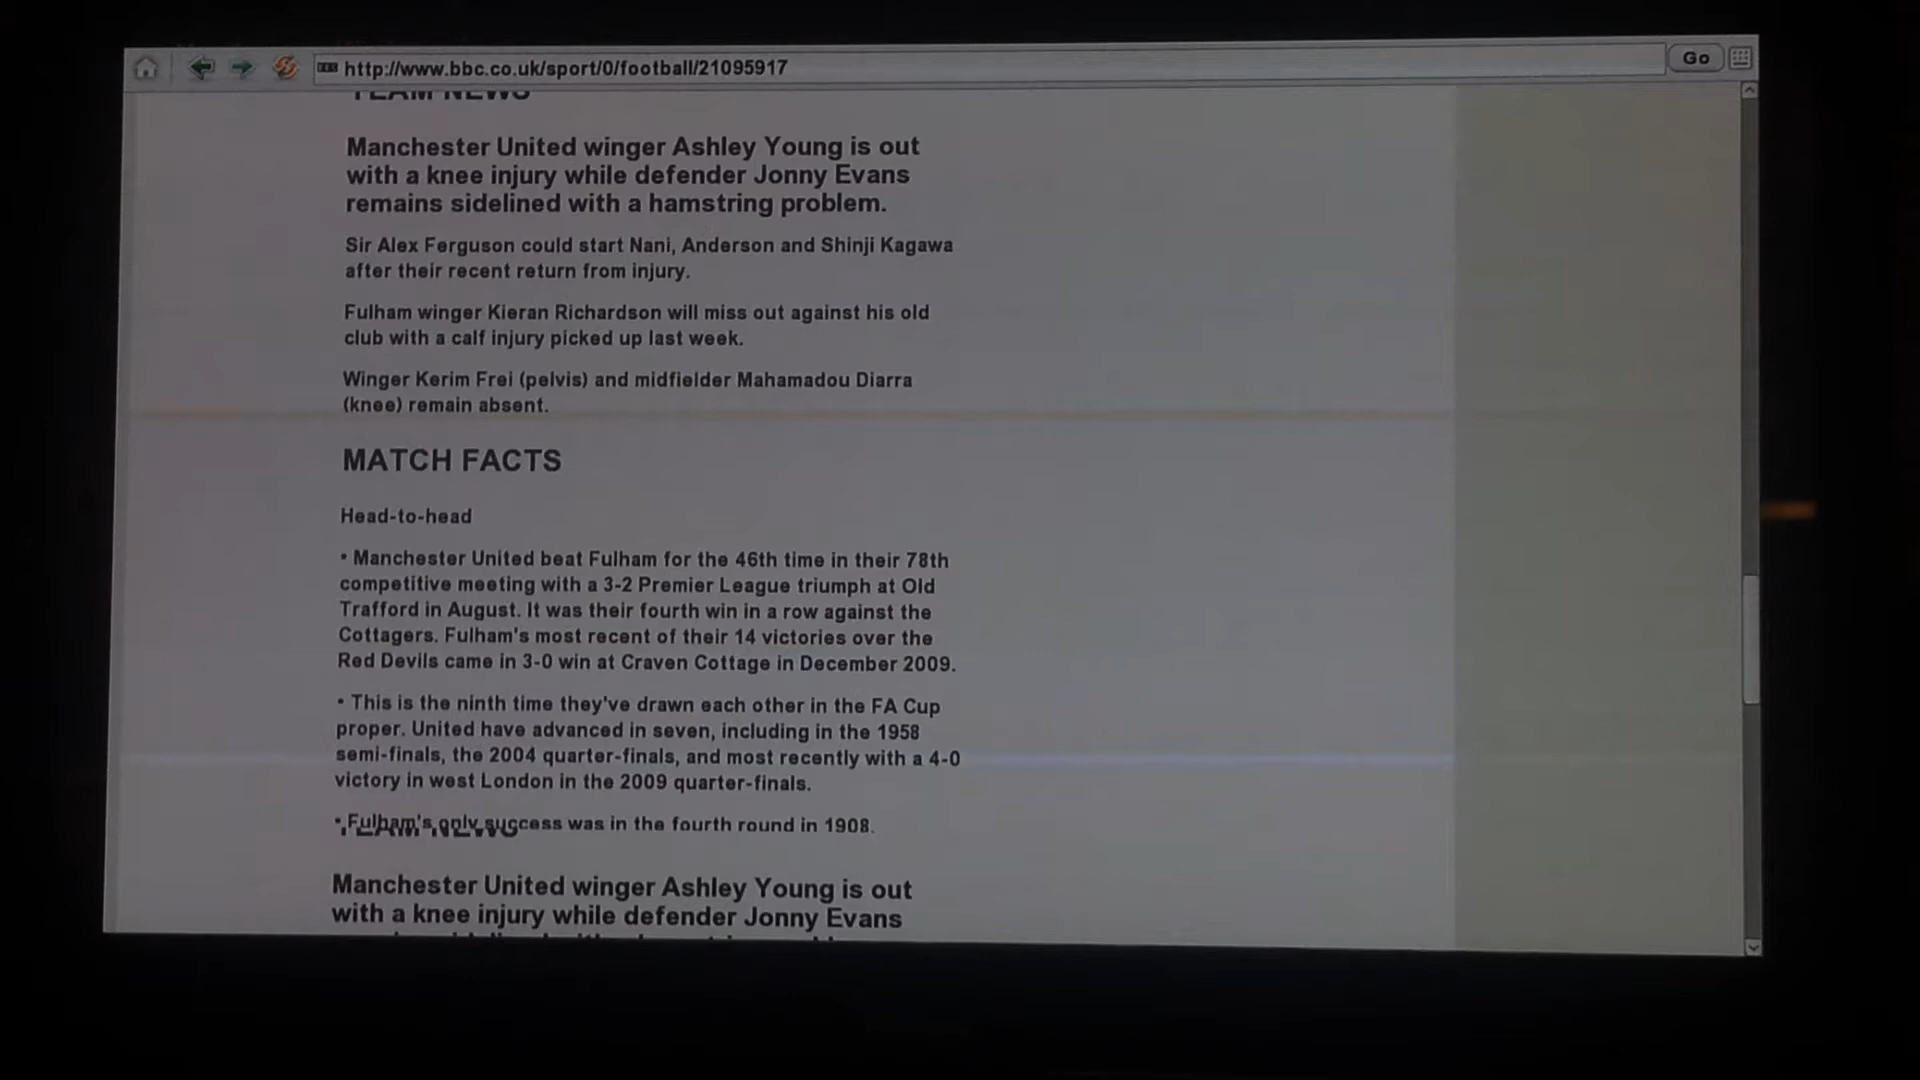 http://www.bbc.co.uk/sport/0/football/21095917
Go
TEAM NEWS
Manchester United winger Ashley Young is out
with a knee injury while defender Jonny Evans
remains sidelined with a hamstring problem.
Sir Alex Ferguson could start Nani, Anderson and Shinji Kagawa
after their recent return from injury.
Fulham winger Kieran Richardson will miss out against his old
club with a calf injury picked up last week.
Winger Kerim Frei (pelvis) and midfielder Mahamadou Diarra
(knee) remain absent.
MATCH FACTS
Head-to-head
• Manchester United beat Fulham for the 46th time in their 78th
competitive meeting with a 3-2 Premier League triumph at Old
Trafford in August. It was their fourth win in a row against the
Cottagers. Fulham's most recent of their 14 victories over the
Red Devils came in 3-0 win at Craven Cottage in December 2009.
• This is the ninth time they've drawn each other in the FA Cup
proper. United have advanced in seven, including in the 1958
semi-finals, the 2004 quarter-finals, and most recently with a 4-0
victory in west London in the 2009 quarter-finals.
• Fulham's only success was in the fourth round in 1908.
Manchester United winger Ashley Young is out
with a knee injury while defender Jonny Evans